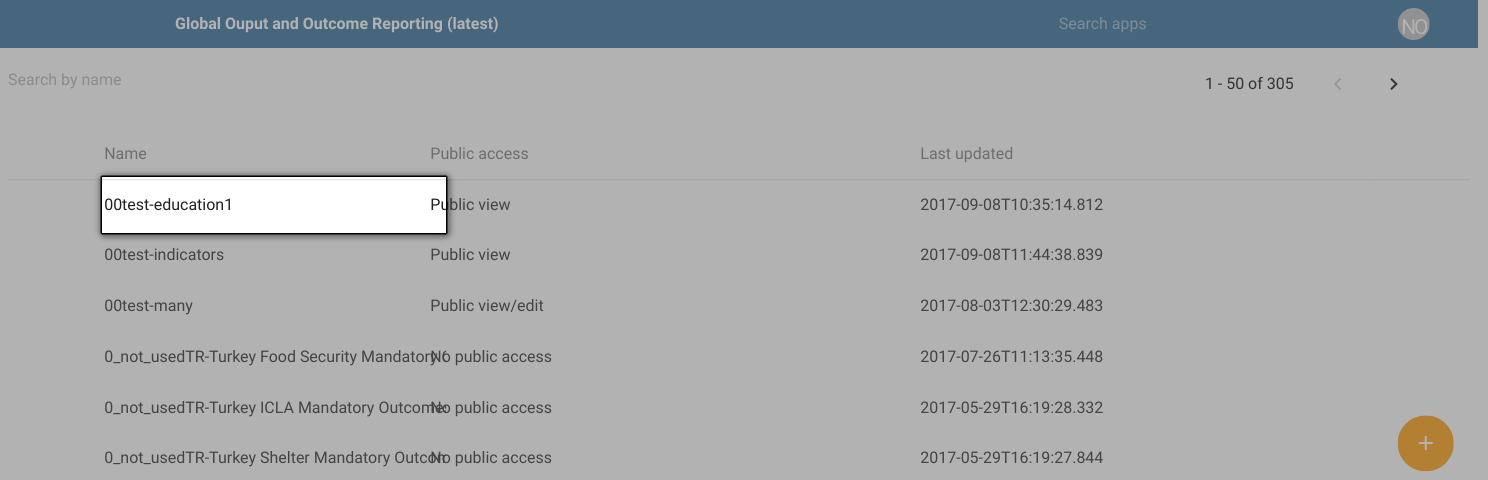 Global Ouput and Outcome Reporting (latest) Search apps NO
Search by name 1 - 50 of 305
Name Public access Last updated
00test-education1 Public view 2017-09-08T10:35:14.812
00test-indicators Public view 2017-09-08T11:44:38.839
00test-many Public view/edit 2017-08-03T12:30:29.483
0_not_usedTR-Turkey Food Security Mandatory No public access 2017-07-26T11:13:35.448
0_not_usedTR-Turkey ICLA Mandatory Outcome No public access 2017-05-29T16:19:28.332
0_not_usedTR-Turkey Shelter Mandatory Outcom No public access 2017-05-29T16:19:27.844